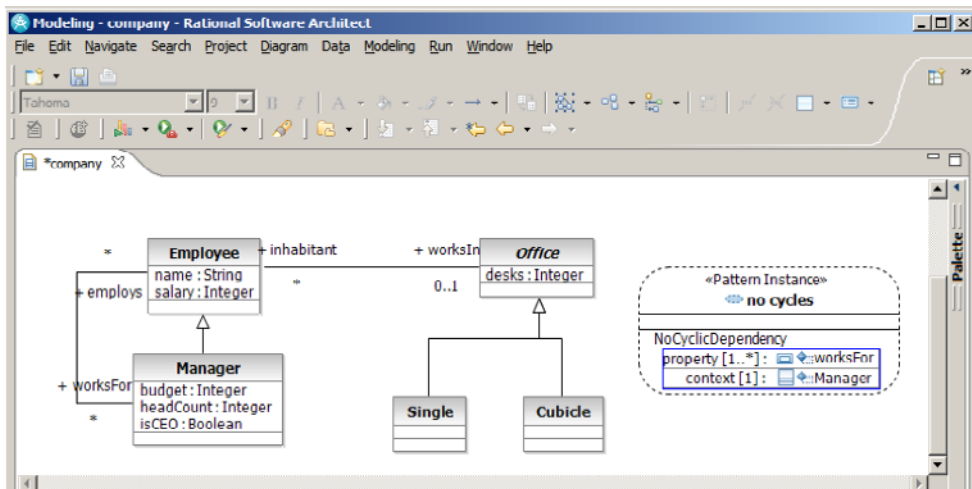 Modeling - company - Rational Software Architect
File Edit Navigate Search Project Diagram Data Modeling Run Window Help
Tahoma 9 B I A
*company
Palette
* Employee + inhabitant + worksIn Office
name : String
salary : Integer
* 0..1 desks : Integer
+ employs
«Pattern Instance»
no cycles
NoCyclicDependency
property [1..*] : ::worksFor
context [1] : ::Manager
Manager
+ worksFor budget : Integer
headCount : Integer
* isCEO : Boolean
Single Cubicle